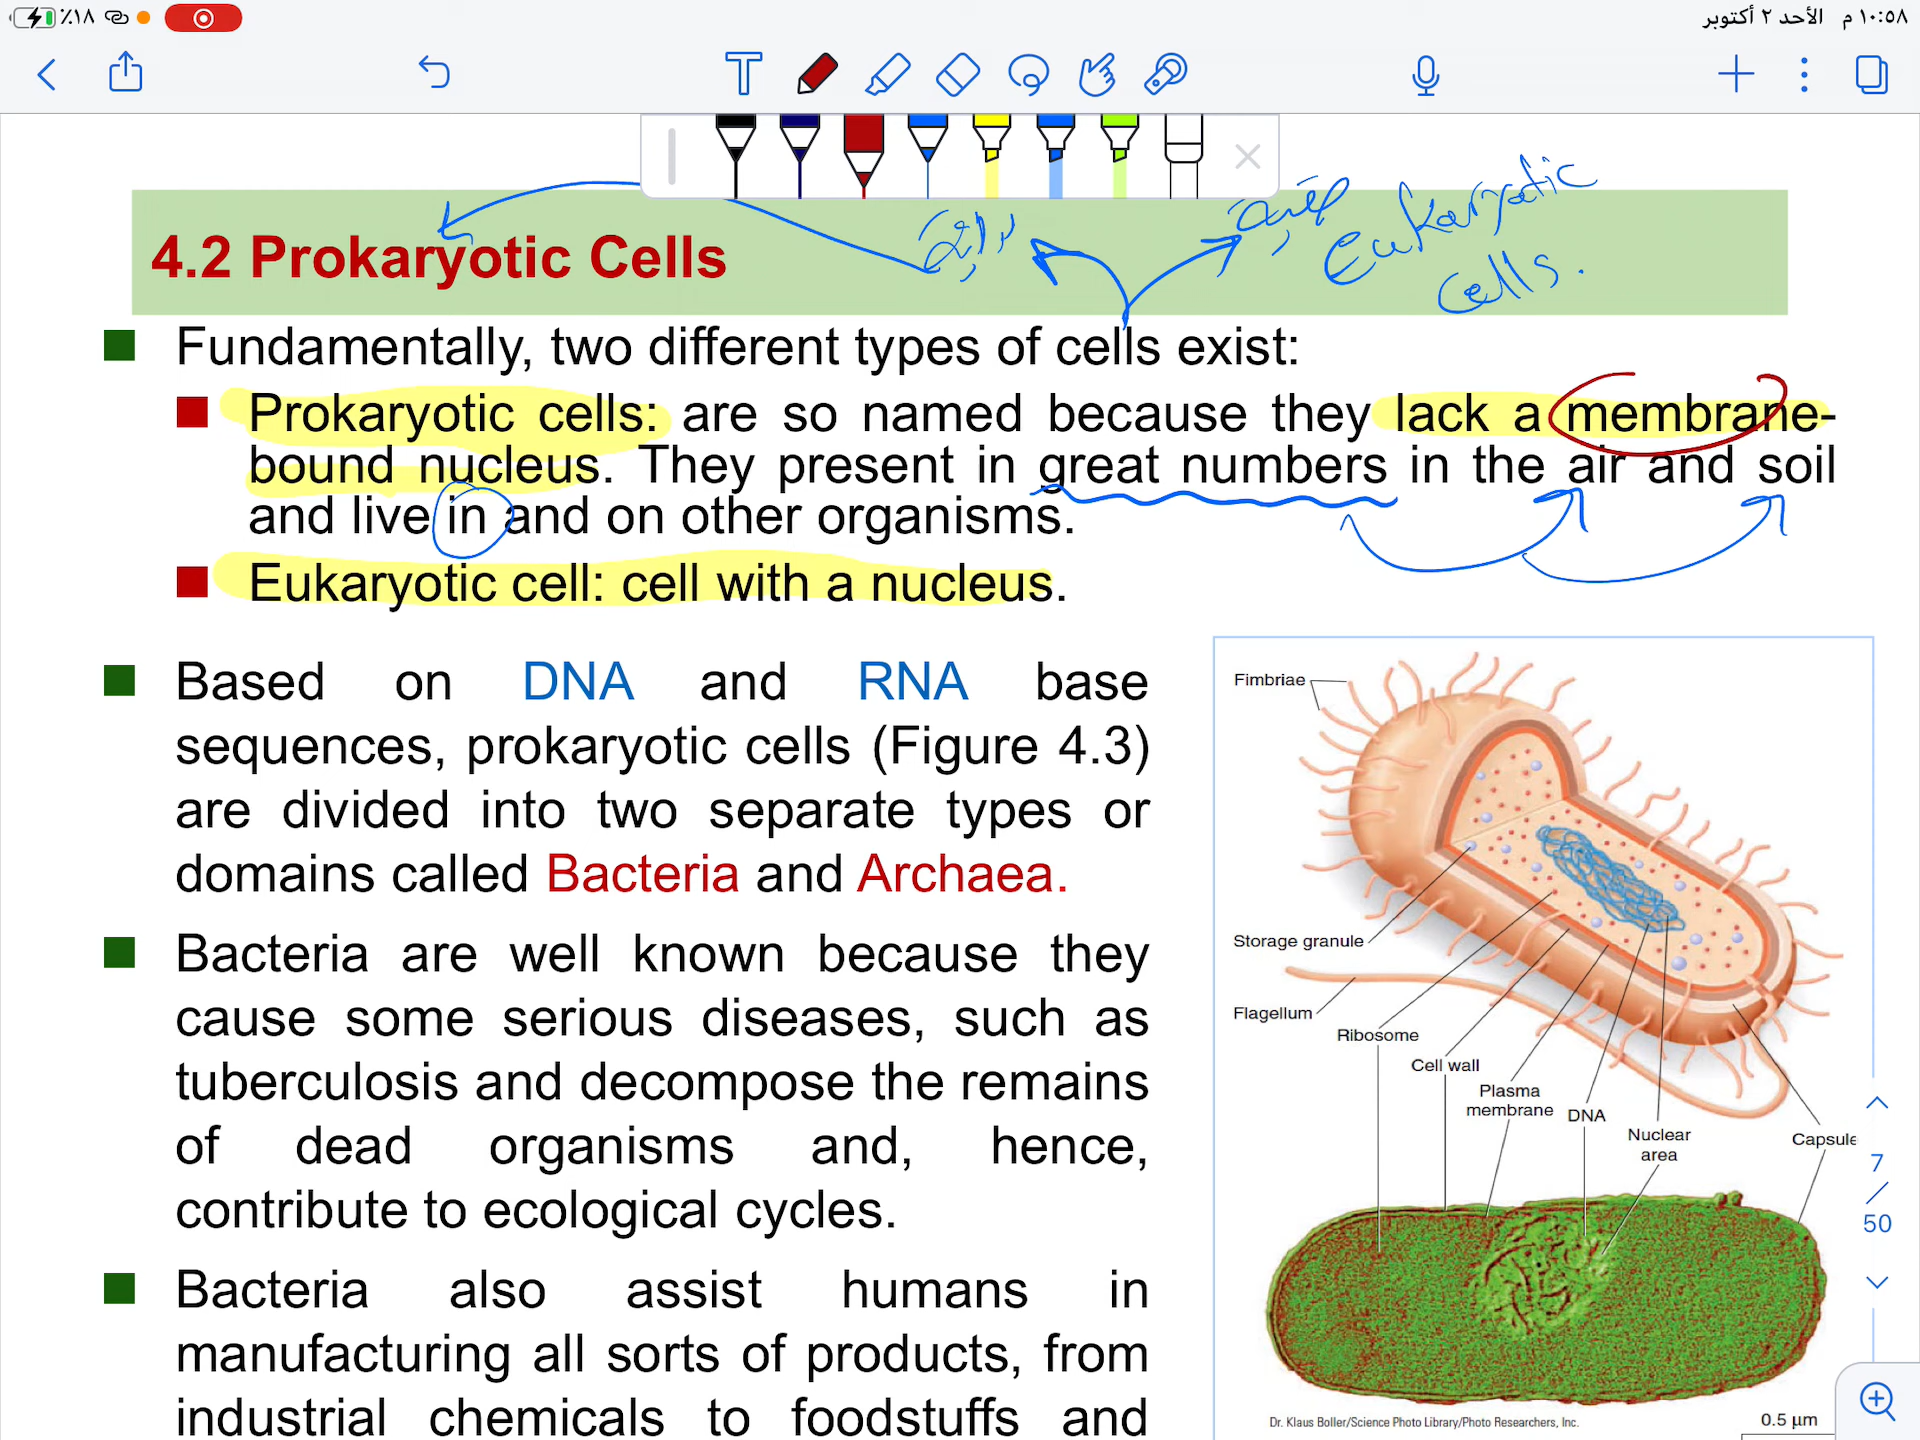 ١٠:٥٨ م الأحد ٢ أكتوبر
٪١٨
4.2 Prokaryotic Cells
Eukaryotic
cells.
Fundamentally, two different types of cells exist:
Prokaryotic cells: are so named because they lack a membrane-
bound nucleus. They present in great numbers in the air and soil
and live in and on other organisms.
Eukaryotic cell: cell with a nucleus.
Based on DNA and RNA base
sequences, prokaryotic cells (Figure 4.3)
are divided into two separate types or
domains called Bacteria and Archaea.
Bacteria are well known because they
cause some serious diseases, such as
tuberculosis and decompose the remains
of dead organisms and, hence,
contribute to ecological cycles.
Bacteria also assist humans in
manufacturing all sorts of products, from
industrial chemicals to foodstuffs and
Fimbriae
Storage granule
Flagellum
Ribosome
Cell wall
Plasma
membrane
DNA
Nuclear
area
Capsule
Dr. Klaus Boller/Science Photo Library/Photo Researchers, Inc.
0.5 µm
7
/
50